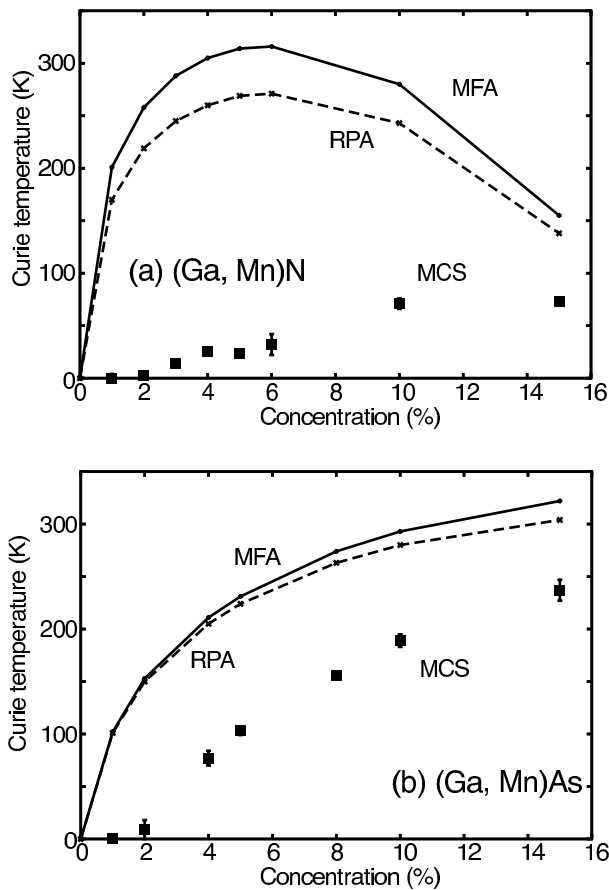 Curie temperature (K)
300
200
100
0
MFA
RPA
(a) (Ga, Mn)N
MCS
0 2 4 6 8 10 12 14 16
Concentration (%)
Curie temperature (K)
300
200
100
0
MFA
RPA
MCS
(b) (Ga, Mn)As
0 2 4 6 8 10 12 14 16
Concentration (%)